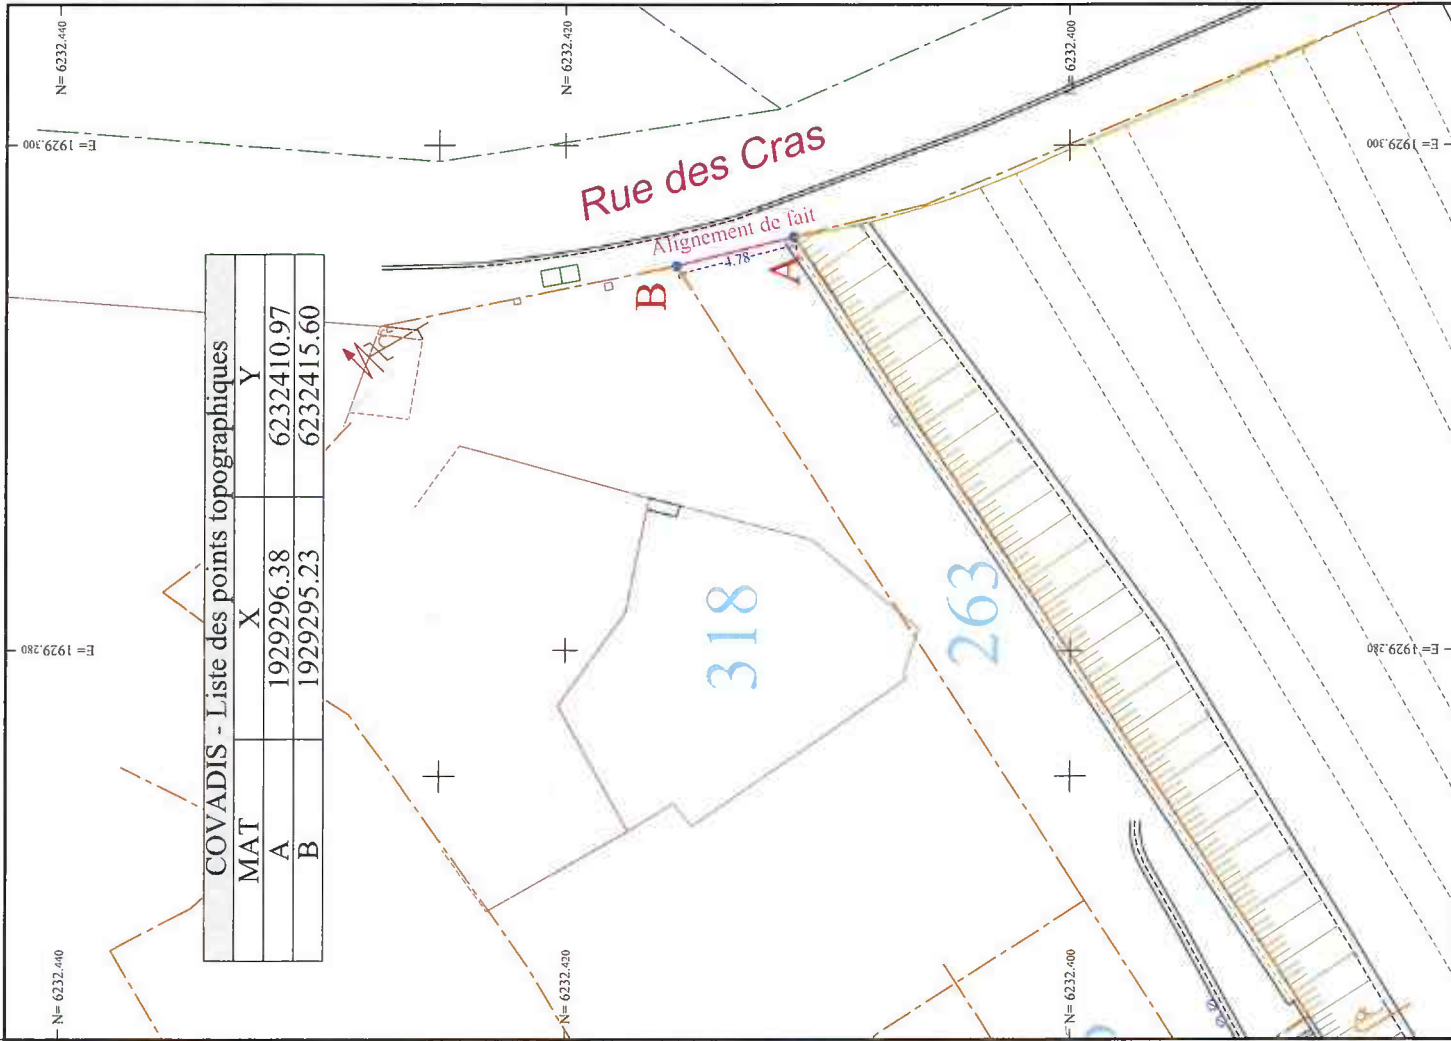 N= 6232.440
N= 6232.420
N= 6232.400
E= 1929.300
E= 1929.300
Rue des Cras
Alignement de fait
4.78
B
A
COVADIS - Liste des points topographiques
MAT X Y
A 1929296.38 6232410.97
B 1929295.23 6232415.60
318
263
E= 1929.280
E= 1929.280
N= 6232.440
N= 6232.420
N= 6232.400